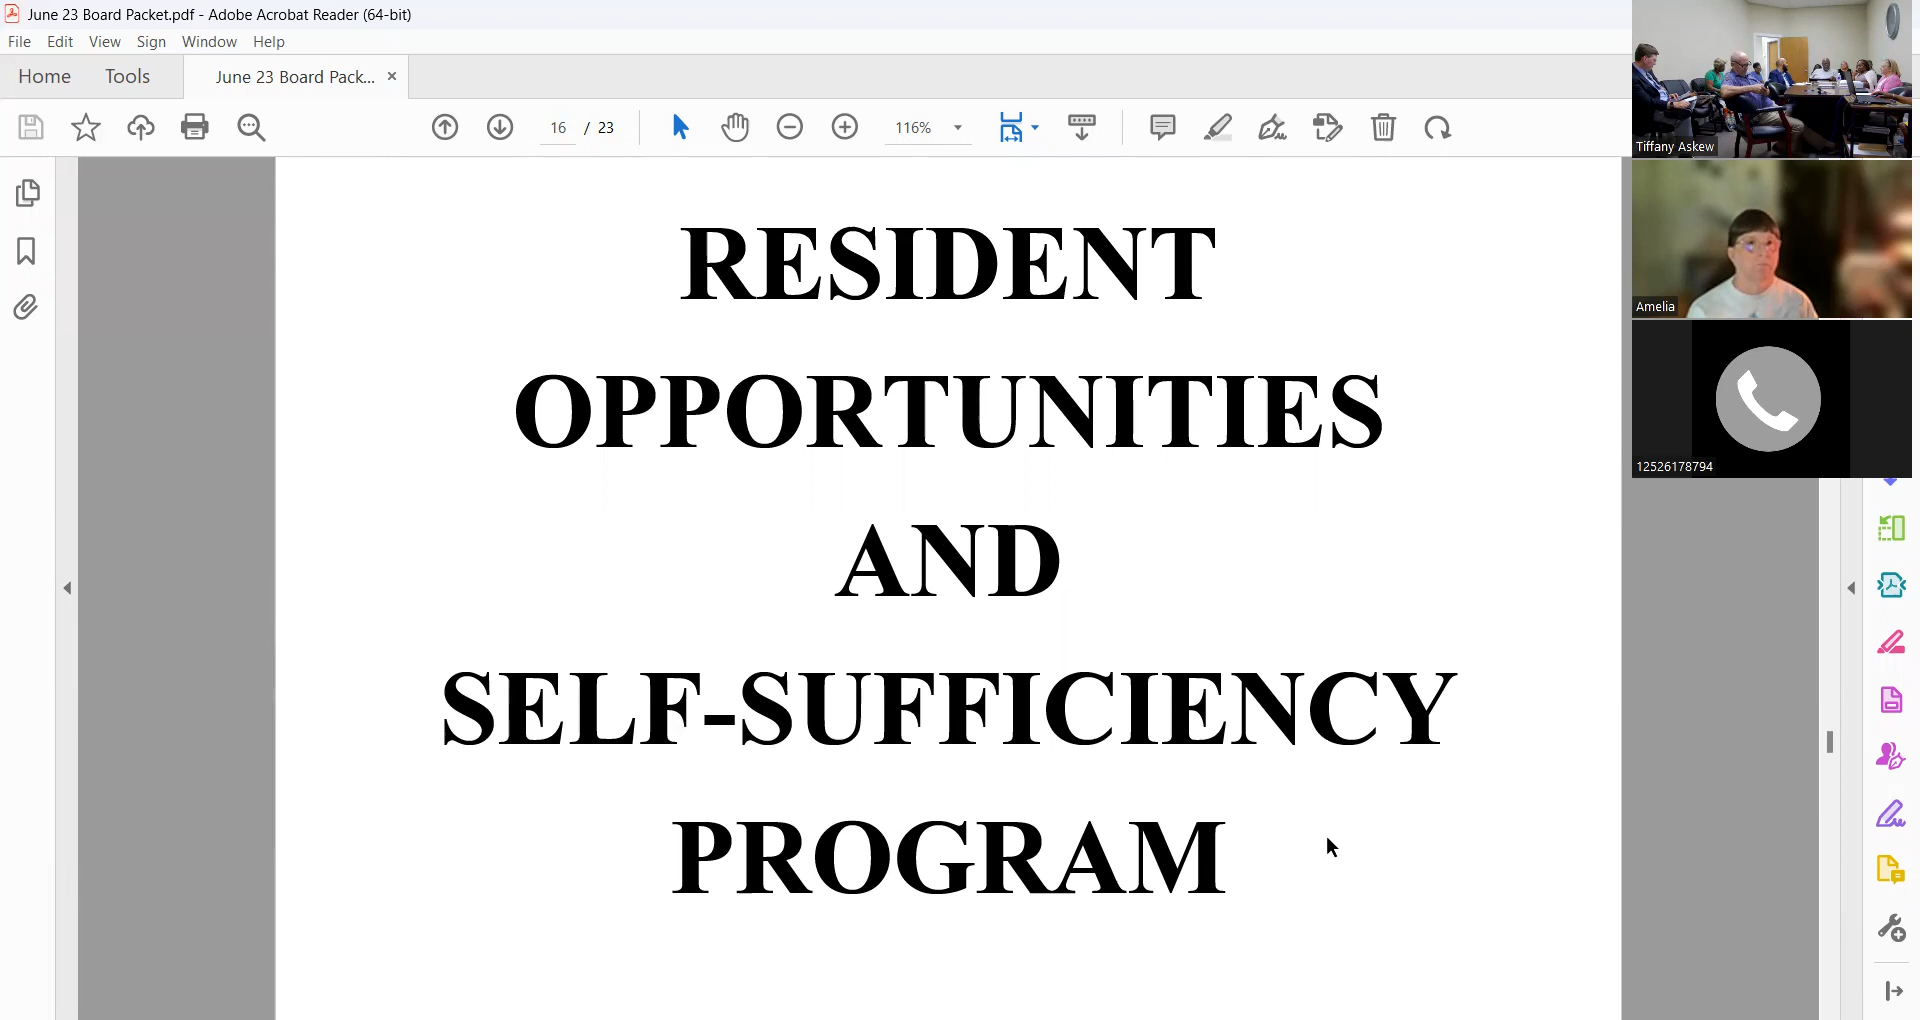 June 23 Board Packet.pdf - Adobe Acrobat Reader (64-bit)
File Edit View Sign Window Help
Home Tools June 23 Board Pack... ×
16 / 23 116%
RESIDENT
OPPORTUNITIES
AND
SELF-SUFFICIENCY
PROGRAM
Tiffany Askew
Amelia
12526178794